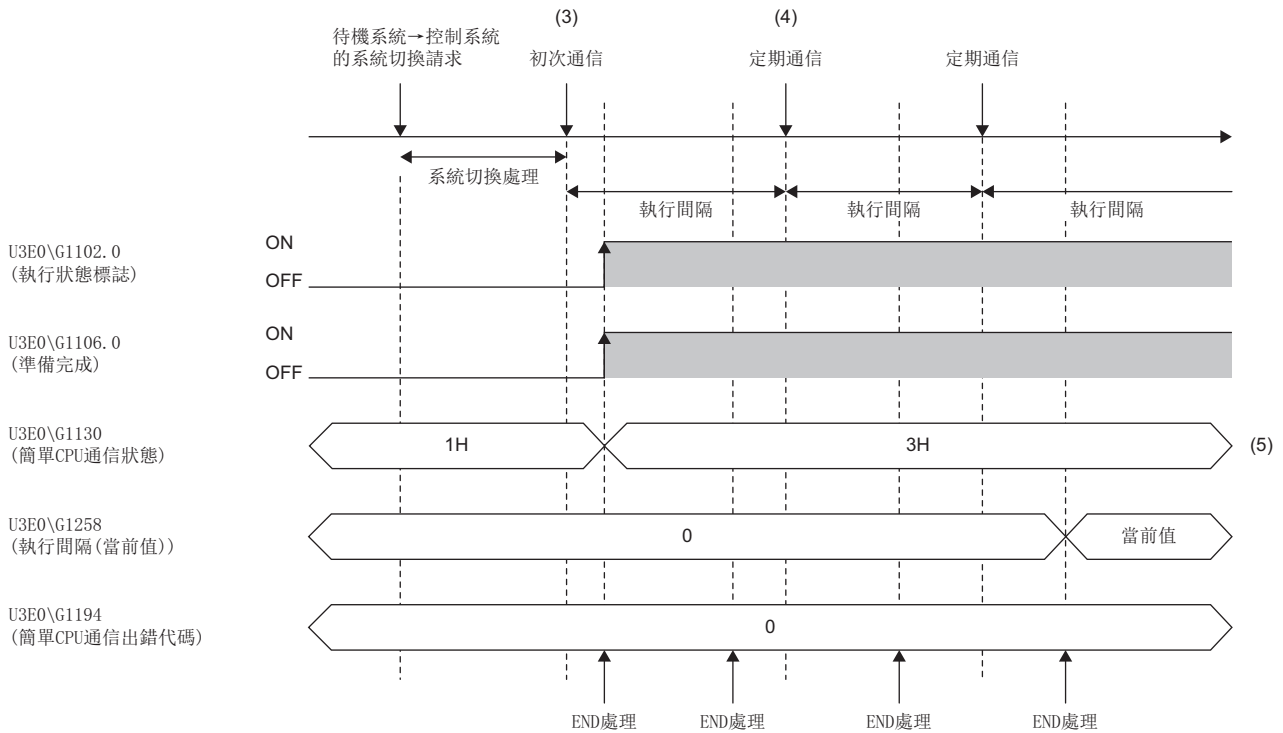 (3)
(4)
待機系統→控制系統
的系統切換請求
初次通信
定期通信
定期通信
系統切換處理
執行間隔
執行間隔
執行間隔
U3E0\G1102.0
(執行狀態標誌)
ON
OFF
U3E0\G1106.0
(準備完成)
ON
OFF
U3E0\G1130
(簡單CPU通信狀態)
1H
3H
(5)
U3E0\G1258
(執行間隔(當前值))
0
當前值
U3E0\G1194
(簡單CPU通信出錯代碼)
0
END處理
END處理
END處理
END處理